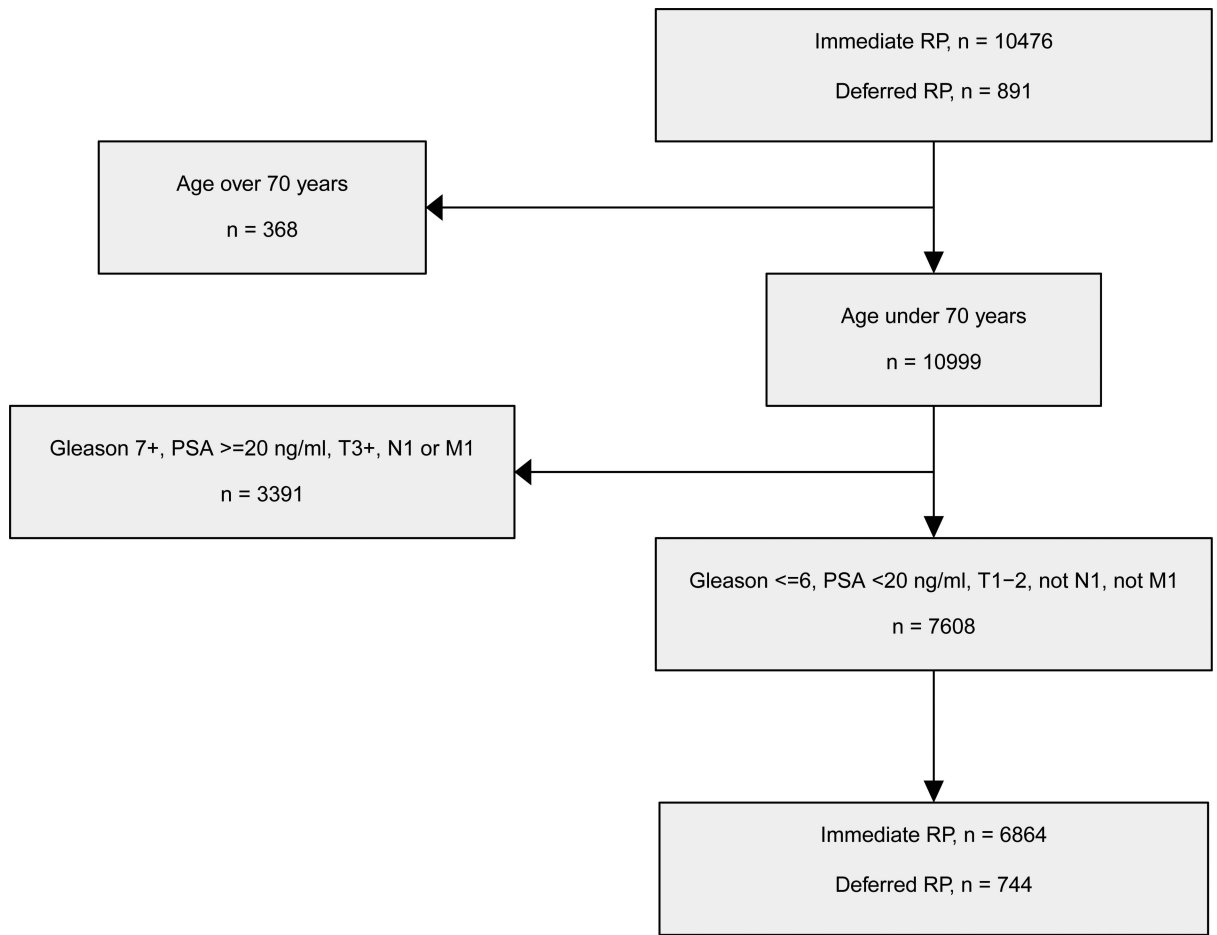 Immediate RP, n = 10476
Deferred RP, n = 891
Age over 70 years
n = 368
Age under 70 years
n = 10999
Gleason 7+, PSA >=20 ng/ml, T3+, N1 or M1
n = 3391
Gleason <=6, PSA <20 ng/ml, T1−2, not N1, not M1
n = 7608
Immediate RP, n = 6864
Deferred RP, n = 744